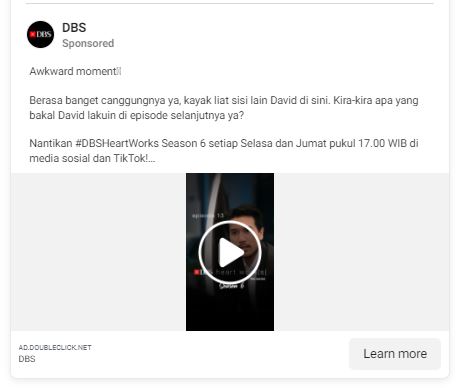 DBS
DBS
Sponsored
Awkward moment
Berasa banget canggungnya ya, kayak liat sisi lain David di sini. Kira-kira apa yang
bakal David lakuin di episode selanjutnya ya?
Nantikan #DBSHeartWorks Season 6 setiap Selasa dan Jumat pukul 17.00 WIB di
media sosial dan TikTok!...
episode 13
DBS heart work[s]
Season 6
AD.DOUBLECLICK.NET
DBS
Learn more